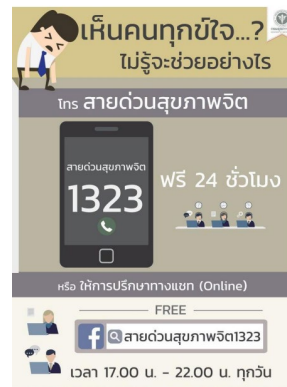 เห็นคนทุกข์ใจ...?
ไม่รู้จะช่วยอย่างไร
โทร สายด่วนสุขภาพจิต
สายด่วนสุขภาพจิต
1323
ฟรี 24 ชั่วโมง
หรือ ให้การปรึกษาทางแชท (Online)
FREE
f สายด่วนสุขภาพจิต1323
เวลา 17.00 น. - 22.00 น. ทุกวัน